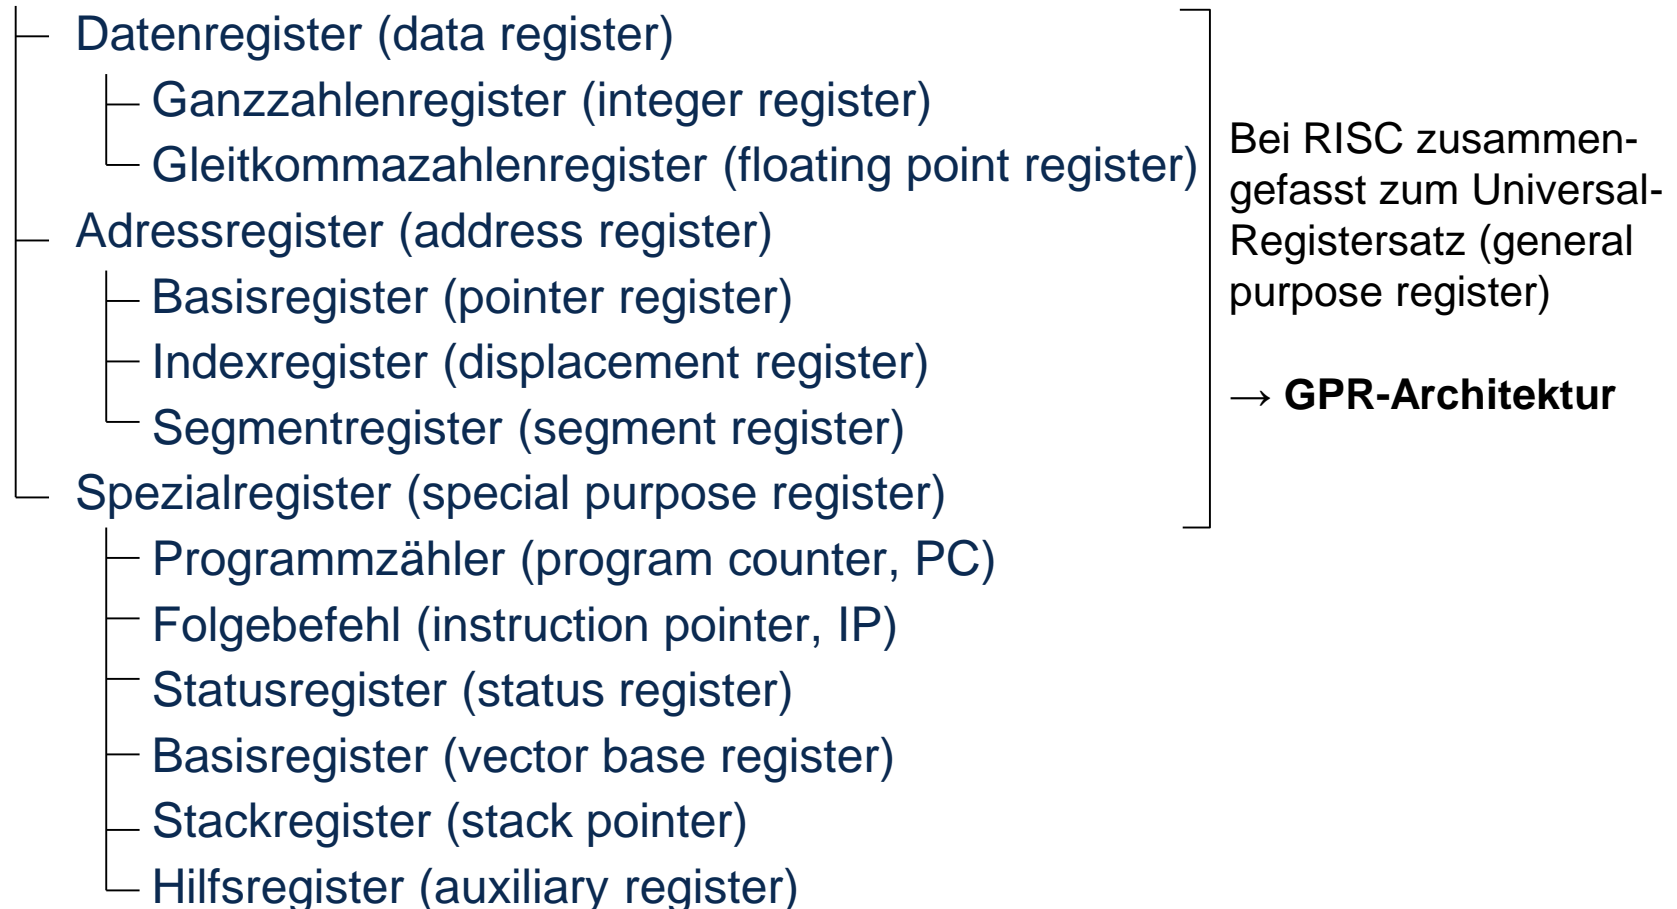 Datenregister (data register)
Ganzzahlenregister (integer register)
Gleitkommazahlenregister (floating point register)
Adressregister (address register)
Basisregister (pointer register)
Indexregister (displacement register)
Segmentregister (segment register)
Spezialregister (special purpose register)
Programmzähler (program counter, PC)
Folgebefehl (instruction pointer, IP)
Statusregister (status register)
Basisregister (vector base register)
Stackregister (stack pointer)
Hilfsregister (auxiliary register)
Bei RISC zusammen-
gefasst zum Universal-
Registersatz (general
purpose register)
→ GPR-Architektur